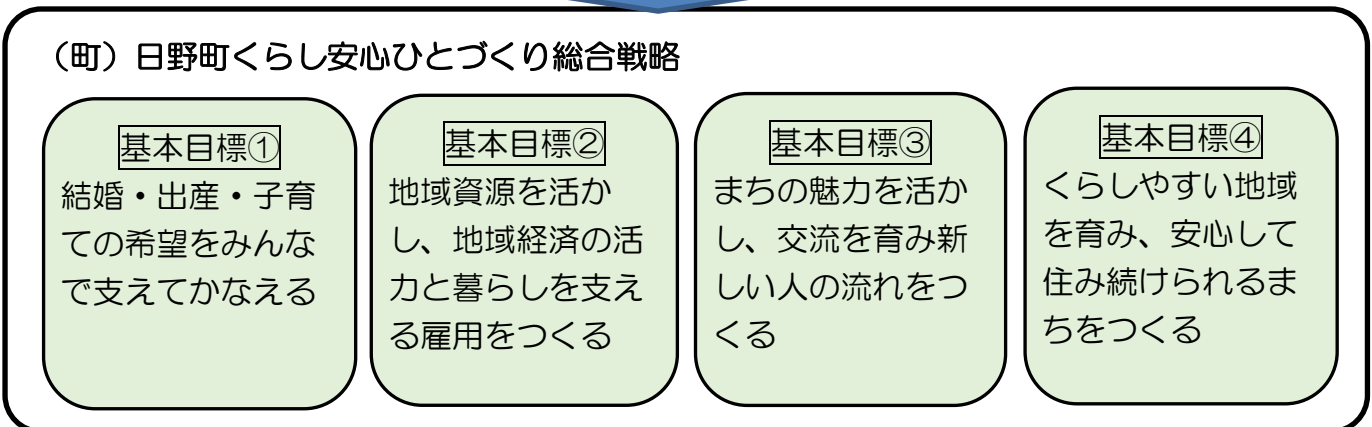 （町）日野町くらし安心ひとづくり総合戦略
基本目標①
結婚・出産・子育
ての希望をみんな
で支えてかなえる
基本目標②
地域資源を活か
し、地域経済の活
力と暮らしを支え
る雇用をつくる
基本目標③
まちの魅力を活か
し、交流を育み新
しい人の流れをつ
くる
基本目標④
くらしやすい地域
を育み、安心して
住み続けられるま
ちをつくる